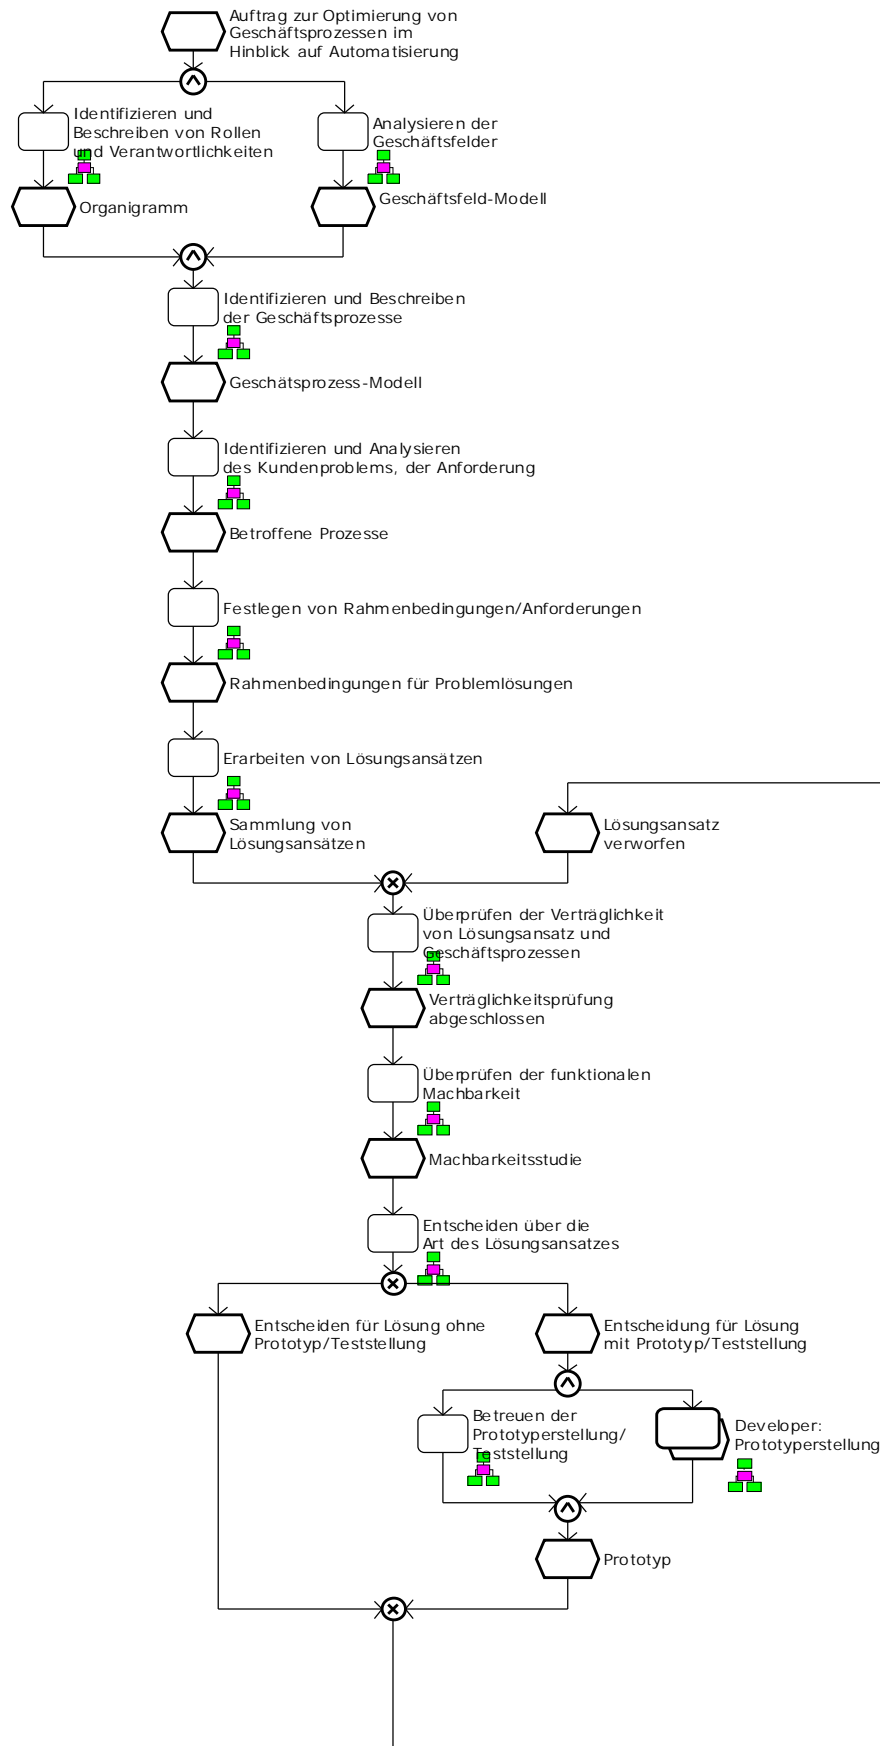 Auftrag zur Optimierung von
Geschäftsprozessen im
Hinblick auf Automatisierung
Identifizieren und
Beschreiben von Rollen
und Verantwortlichkeiten
Analysieren der
Geschäftsfelder
Organigramm
Geschäftsfeld-Modell
Identifizieren und Beschreiben
der Geschäftsprozesse
Geschätsprozess-Modell
Identifizieren und Analysieren
des Kundenproblems, der Anforderung
Betroffene Prozesse
Festlegen von Rahmenbedingungen/Anforderungen
Rahmenbedingungen für Problemlösungen
Erarbeiten von Lösungsansätzen
Sammlung von
Lösungsansätzen
Lösungsansatz
verworfen
Überprüfen der Verträglichkeit
von Lösungsansatz und
Geschäftsprozessen
Verträglichkeitsprüfung
abgeschlossen
Überprüfen der funktionalen
Machbarkeit
Machbarkeitsstudie
Entscheiden über die
Art des Lösungsansatzes
Entscheiden für Lösung ohne
Prototyp/Teststellung
Entscheidung für Lösung
mit Prototyp/Teststellung
Betreuen der
Prototyperstellung/
Teststellung
Developer:
Prototyperstellung
Prototyp